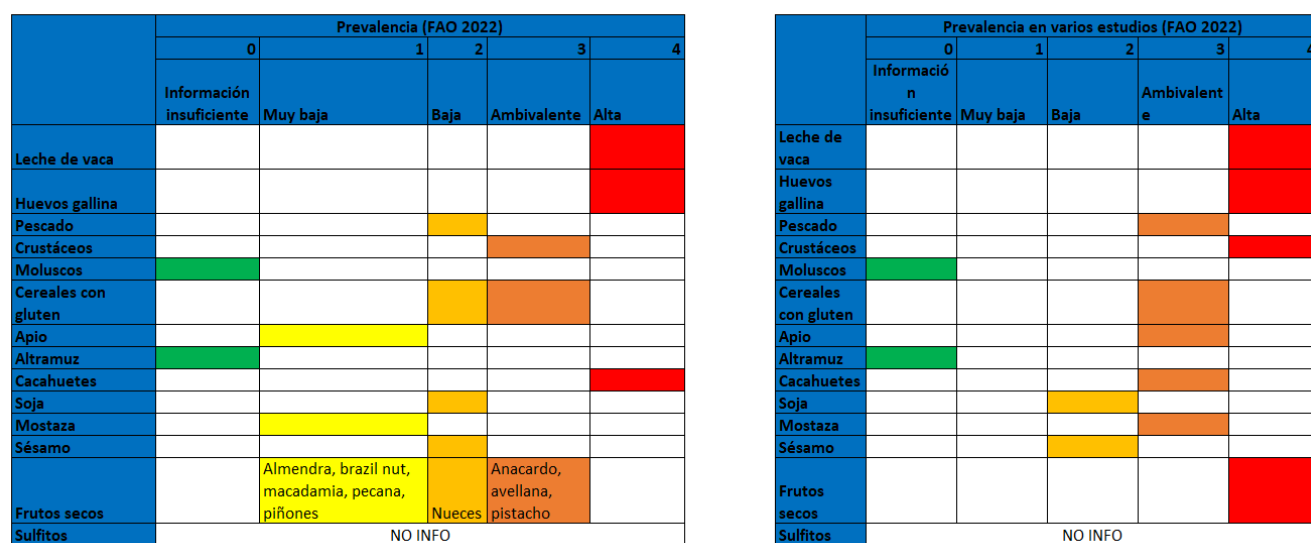 Prevalencia (FAO 2022)
0 1 2 3 4
Información
insuficiente Muy baja Baja Ambivalente Alta
Leche de vaca
Huevos gallina
Pescado
Crustáceos
Moluscos
Cereales con
gluten
Apio
Altramuz
Cacahuetes
Soja
Mostaza
Sésamo
Almendra, brazil nut,
macadamia, pecana,
piñones
Nueces
Anacardo,
avellana,
pistacho
Frutos secos
Sulfitos NO INFO
Prevalencia en varios estudios (FAO 2022)
0 1 2 3 4
Informació
n
insuficiente Muy baja Baja
Ambivalent
e
Alta
Leche de
vaca
Huevos
gallina
Pescado
Crustáceos
Moluscos
Cereales
con gluten
Apio
Altramuz
Cacahuetes
Soja
Mostaza
Sésamo
Frutos
secos
Sulfitos NO INFO